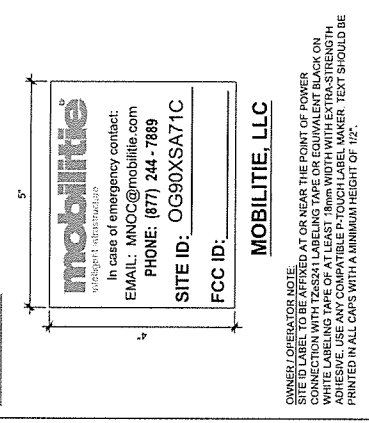 5"
4"
mobilitie
intelligent infrastructure
In case of emergency contact:
EMAIL: MNOC@mobilitie.com
PHONE: (877) 244 - 7889
SITE ID: OG90XSA71C
FCC ID:
MOBILITIE, LLC
OWNER / OPERATOR NOTE:
SITE ID LABEL TO BE AFFIXED AT OR NEAR THE POINT OF POWER
CONNECTION WITH TZeS241 LABELING TAPE OR EQUIVALENT BLACK ON
WHITE LABELING TAPE OF AT LEAST 18mm WIDTH WITH EXTRA-STRENGTH
ADHESIVE. USE ANY COMPATIBLE P-TOUCH LABEL MAKER. TEXT SHOULD BE
PRINTED IN ALL CAPS WITH A MINIMUM HEIGHT OF 1/2".